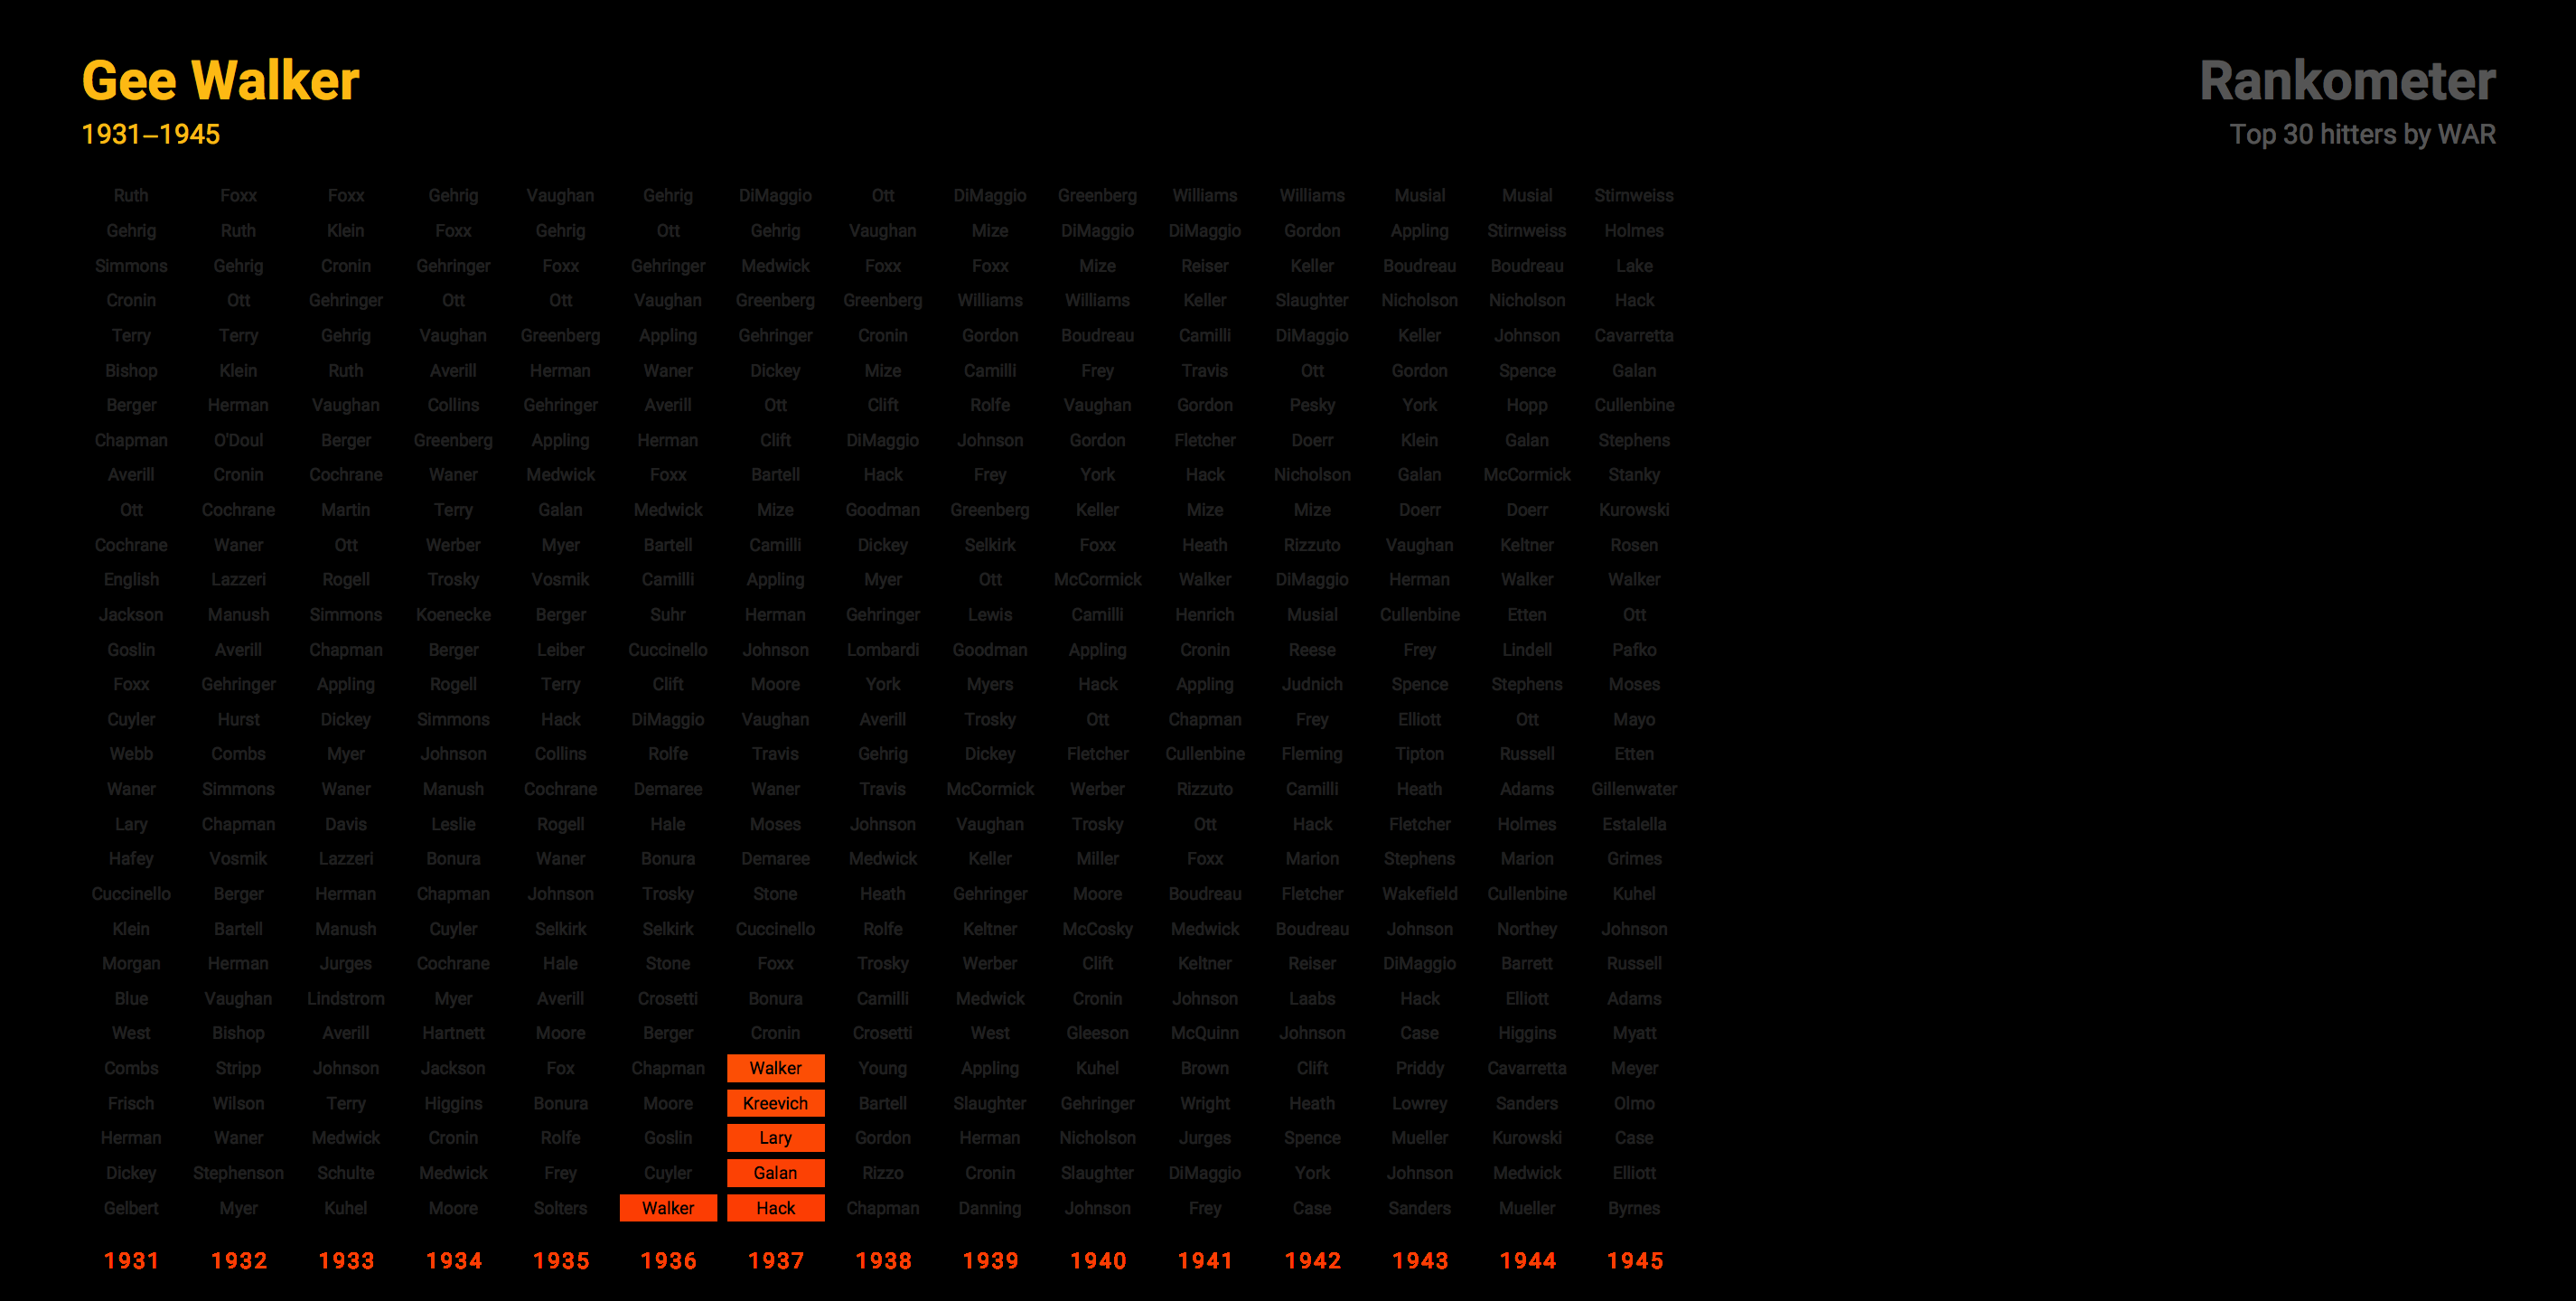 Gee Walker Rankometer
1931–1945 Top 30 hitters by WAR
Ruth Foxx Foxx Gehrig Vaughan Gehrig DiMaggio Ott DiMaggio Greenberg Williams Williams Musial Musial Stirnweiss
Gehrig Ruth Klein Foxx Gehrig Ott Gehrig Vaughan Mize DiMaggio DiMaggio Gordon Appling Stirnweiss Holmes
Simmons Gehrig Cronin Gehringer Foxx Gehringer Medwick Foxx Foxx Mize Reiser Keller Boudreau Boudreau Lake
Cronin Ott Gehringer Ott Ott Vaughan Greenberg Greenberg Williams Williams Keller Slaughter Nicholson Nicholson Hack
Terry Terry Gehrig Vaughan Greenberg Appling Gehringer Cronin Gordon Boudreau Camilli DiMaggio Keller Johnson Cavarretta
Bishop Klein Ruth Averill Herman Waner Dickey Mize Camilli Frey Travis Ott Gordon Spence Galan
Berger Herman Vaughan Collins Gehringer Averill Ott Clift Rolfe Vaughan Gordon Pesky York Hopp Cullenbine
Chapman O'Doul Berger Greenberg Appling Herman Clift DiMaggio Johnson Gordon Fletcher Doerr Klein Galan Stephens
Averill Cronin Cochrane Waner Medwick Foxx Bartell Hack Frey York Hack Nicholson Galan McCormick Stanky
Ott Cochrane Martin Terry Galan Medwick Mize Goodman Greenberg Keller Mize Mize Doerr Doerr Kurowski
Cochrane Waner Ott Werber Myer Bartell Camilli Dickey Selkirk Foxx Heath Rizzuto Vaughan Keltner Rosen
English Lazzeri Rogell Trosky Vosmik Camilli Appling Myer Ott McCormick Walker DiMaggio Herman Walker Walker
Jackson Manush Simmons Koenecke Berger Suhr Herman Gehringer Lewis Camilli Henrich Musial Cullenbine Etten Ott
Goslin Averill Chapman Berger Leiber Cuccinello Johnson Lombardi Goodman Appling Cronin Reese Frey Lindell Pafko
Foxx Gehringer Appling Rogell Terry Clift Moore York Myers Hack Appling Judnich Spence Stephens Moses
Cuyler Hurst Dickey Simmons Hack DiMaggio Vaughan Averill Trosky Ott Chapman Frey Elliott Ott Mayo
Webb Combs Myer Johnson Collins Rolfe Travis Gehrig Dickey Fletcher Cullenbine Fleming Tipton Russell Etten
Waner Simmons Waner Manush Cochrane Demaree Waner Travis McCormick Werber Rizzuto Camilli Heath Adams Gillenwater
Lary Chapman Davis Leslie Rogell Hale Moses Johnson Vaughan Trosky Ott Hack Fletcher Holmes Estalella
Hafey Vosmik Lazzeri Bonura Waner Bonura Demaree Medwick Keller Miller Foxx Marion Stephens Marion Grimes
Cuccinello Berger Herman Chapman Johnson Trosky Stone Heath Gehringer Moore Boudreau Fletcher Wakefield Cullenbine Kuhel
Klein Bartell Manush Cuyler Selkirk Selkirk Cuccinello Rolfe Keltner McCosky Medwick Boudreau Johnson Northey Johnson
Morgan Herman Jurges Cochrane Hale Stone Foxx Trosky Werber Clift Keltner Reiser DiMaggio Barrett Russell
Blue Vaughan Lindstrom Myer Averill Crosetti Bonura Camilli Medwick Cronin Johnson Laabs Hack Elliott Adams
West Bishop Averill Hartnett Moore Berger Cronin Crosetti West Gleeson McQuinn Johnson Case Higgins Myatt
Combs Stripp Johnson Jackson Fox Chapman Walker Young Appling Kuhel Brown Clift Priddy Cavarretta Meyer
Frisch Wilson Terry Higgins Bonura Moore Kreevich Bartell Slaughter Gehringer Wright Heath Lowrey Sanders Olmo
Herman Waner Medwick Cronin Rolfe Goslin Lary Gordon Herman Nicholson Jurges Spence Mueller Kurowski Case
Dickey Stephenson Schulte Medwick Frey Cuyler Galan Rizzo Cronin Slaughter DiMaggio York Johnson Medwick Elliott
Gelbert Myer Kuhel Moore Solters Walker Hack Chapman Danning Johnson Frey Case Sanders Mueller Byrnes
1931 1932 1933 1934 1935 1936 1937 1938 1939 1940 1941 1942 1943 1944 1945